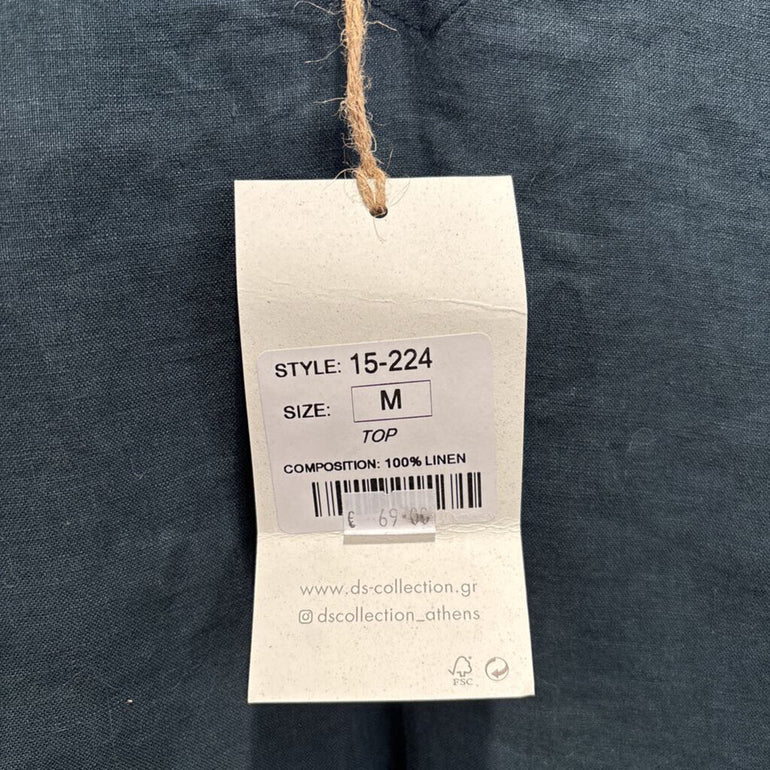 STYLE: 15-224
SIZE: M
TOP
COMPOSITION: 100% LINEN
€ 69.00
www.ds-collection.gr
dscollection_athens
FSC